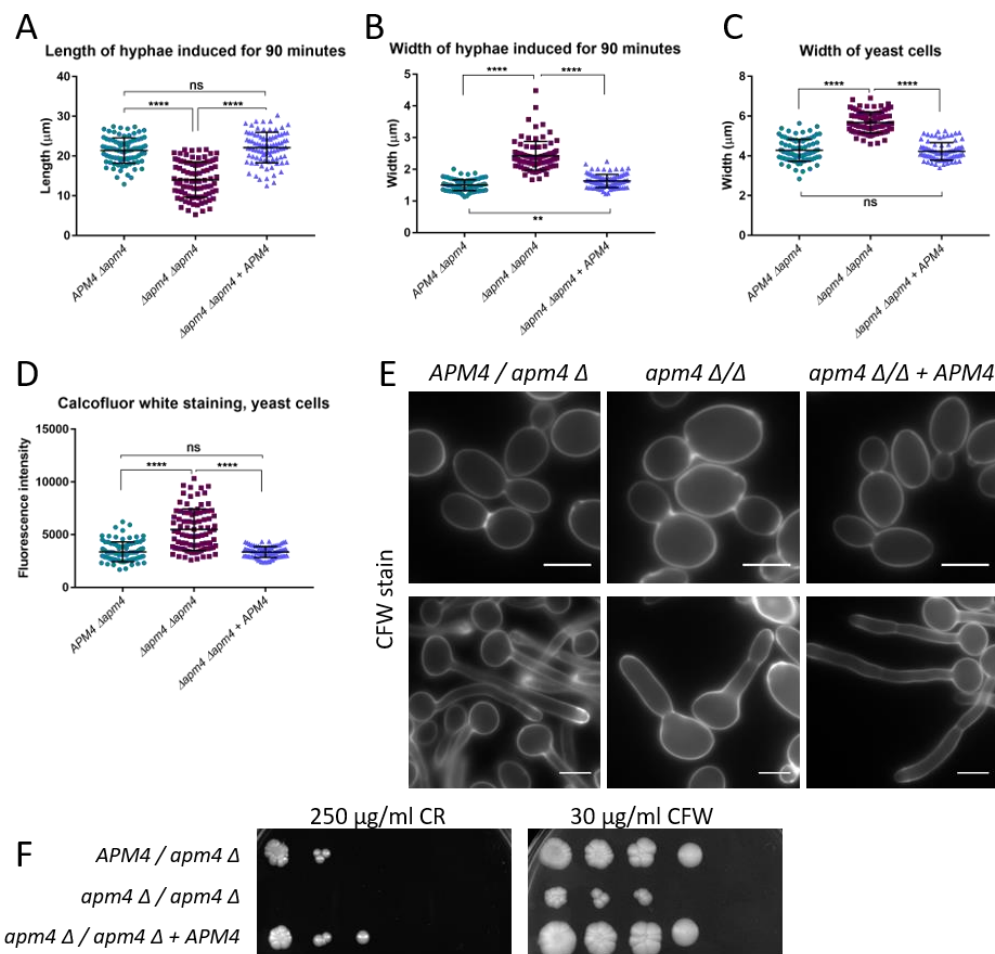 A
Length of hyphae induced for 90 minutes
Length (μm)
40
30
20
10
0
ns
****
****
APM4 Δapm4
Δapm4 Δapm4
Δapm4 Δapm4 + APM4
B
Width of hyphae induced for 90 minutes
Width (μm)
5
4
3
2
1
0
****
****
**
APM4 Δapm4
Δapm4 Δapm4
Δapm4 Δapm4 + APM4
C
Width of yeast cells
Width (μm)
8
6
4
2
0
****
****
ns
APM4 Δapm4
Δapm4 Δapm4
Δapm4 Δapm4 + APM4
D
Calcofluor white staining, yeast cells
Fluorescence intensity
15000
10000
5000
0
ns
****
****
APM4 Δapm4
Δapm4 Δapm4
Δapm4 Δapm4 + APM4
E
APM4 / apm4 Δ
apm4 Δ/Δ
apm4 Δ/Δ + APM4
CFW stain
F
250 μg/ml CR
30 μg/ml CFW
APM4 / apm4 Δ
apm4 Δ / apm4 Δ
apm4 Δ / apm4 Δ + APM4